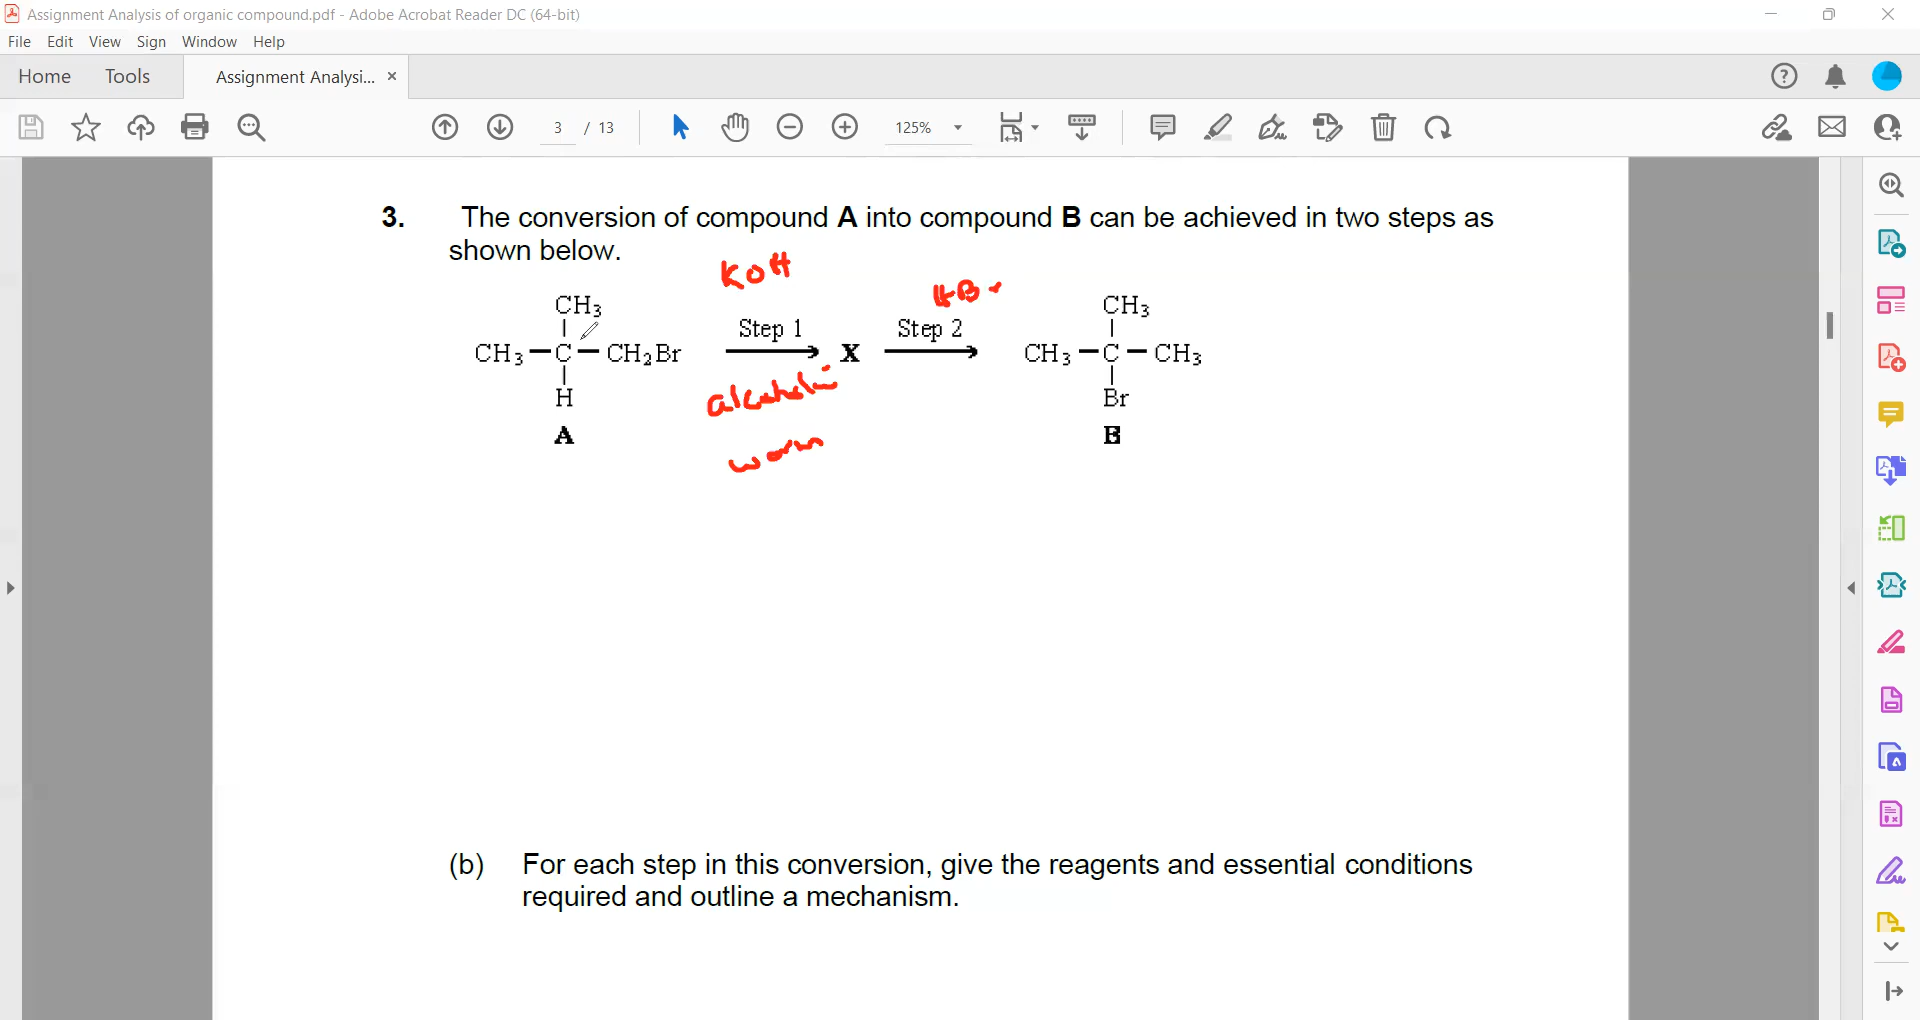 Assignment Analysis of organic compound.pdf - Adobe Acrobat Reader DC (64-bit)
File Edit View Sign Window Help
Home Tools Assignment Analysi... ×
3 / 13 125%
3. The conversion of compound A into compound B can be achieved in two steps as
shown below.
KOH
HBr
CH3 CH3
Step 1 Step 2
CH3 – C – CH2Br X CH3 – C – CH3
alcoholic
H Br
A B
warm
(b) For each step in this conversion, give the reagents and essential conditions
required and outline a mechanism.